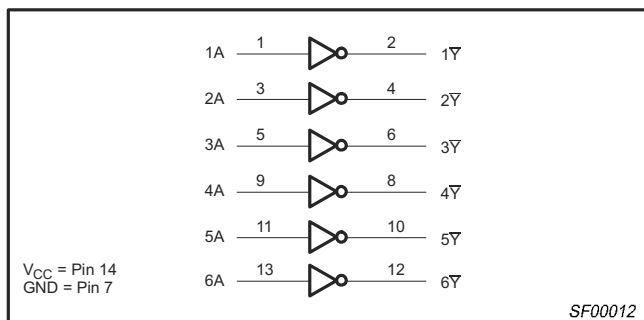 1A 1 2 1Y̅
2A 3 4 2Y̅
3A 5 6 3Y̅
4A 9 8 4Y̅
5A 11 10 5Y̅
6A 13 12 6Y̅
VCC = Pin 14
GND = Pin 7
SF00012